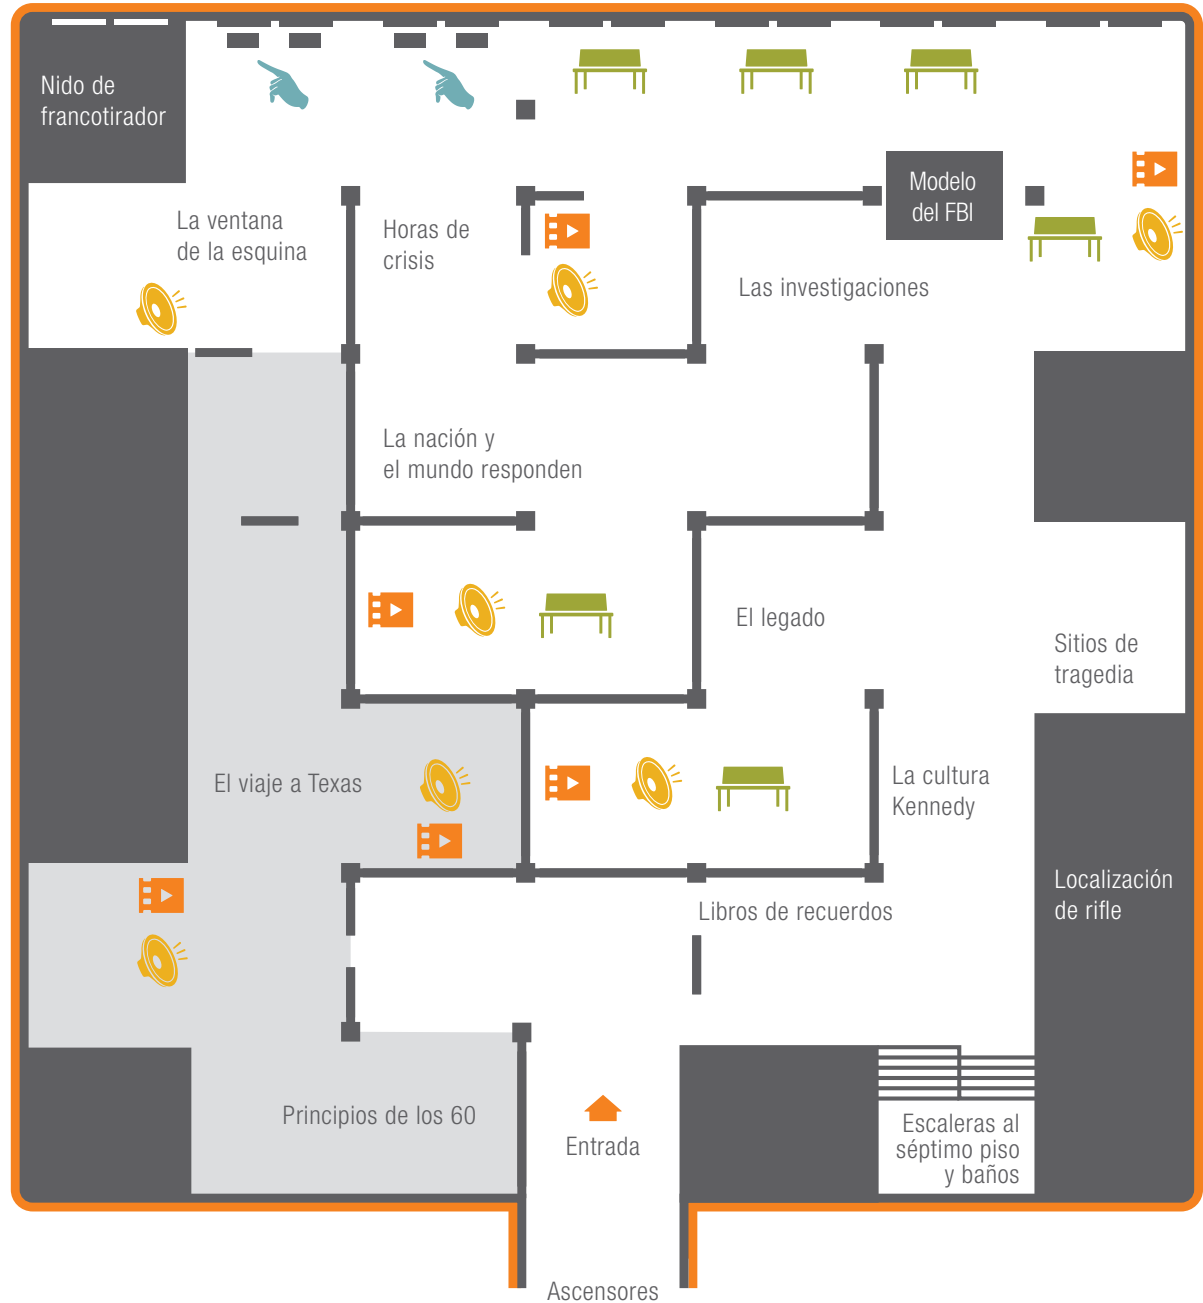 Nido de
francotirador
La ventana
de la esquina
Horas de
crisis
Modelo
del FBI
Las investigaciones
La nación y
el mundo responden
El legado
Sitios de
tragedia
El viaje a Texas
La cultura
Kennedy
Localización
de rifle
Libros de recuerdos
Principios de los 60
Entrada
Escaleras al
séptimo piso
y baños
Ascensores